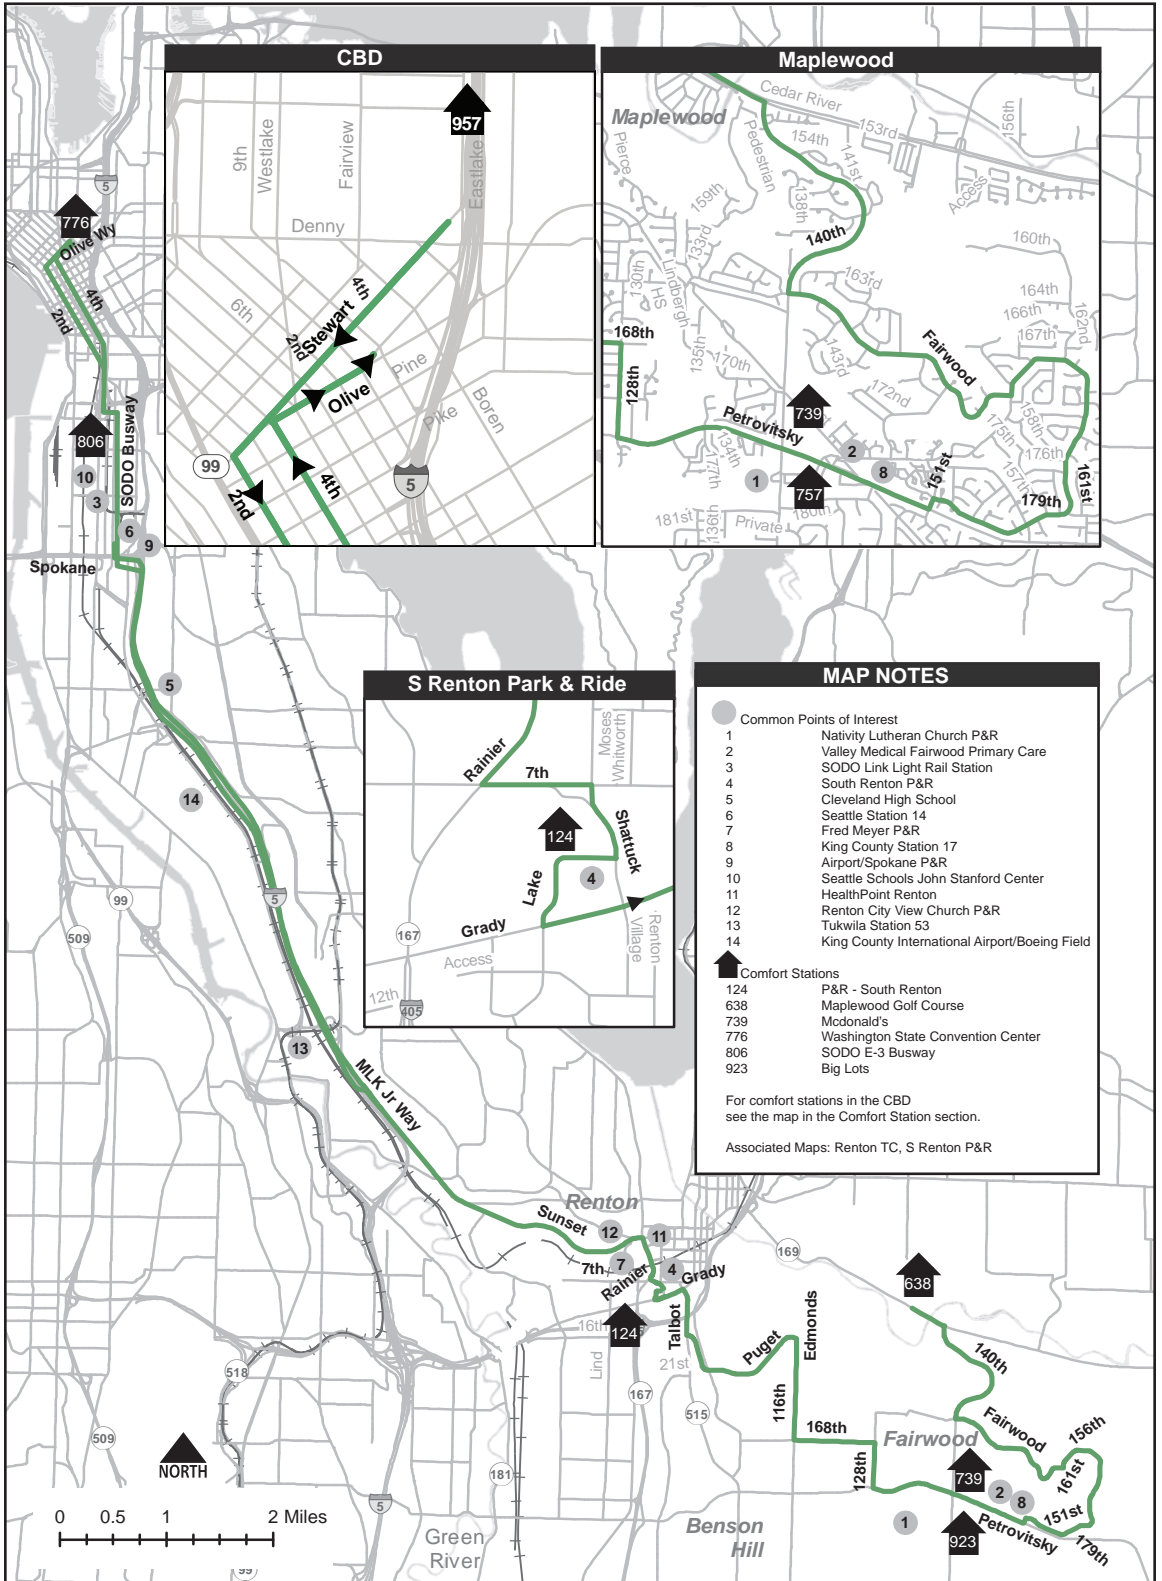 CBD
957
9th
Westlake
Fairview
Eastlake
Denny
6th
4th
2nd
Stewart
Olive
Pine
Pike
Boren
99
2nd
4th
5
Maplewood
Maplewood
Cedar River
153rd
156th
154th
141st
Pierce
Pedestrian
159th
138th
Access
133rd
140th
160th
130th
HS
Lindbergh
163rd
164th
166th
162nd
167th
168th
135th
170th
143rd
Fairwood
128th
172nd
158th
739
Petrovitsky
175th
176th
134th
177th
2
8
151st
157th
161st
1
757
179th
181st
136th
Private
180th
5
776
Olive Wy
4th
2nd
SODO Busway
806
10
3
6
9
Spokane
5
14
5
99
509
13
MLK Jr Way
S Renton Park & Ride
Rainier
7th
Moses
Whitworth
124
Shattuck
Lake
4
Grady
167
Access
Village
Renton
12th
405
MAP NOTES
Common Points of Interest
1 Nativity Lutheran Church P&R
2 Valley Medical Fairwood Primary Care
3 SODO Link Light Rail Station
4 South Renton P&R
5 Cleveland High School
6 Seattle Station 14
7 Fred Meyer P&R
8 King County Station 17
9 Airport/Spokane P&R
10 Seattle Schools John Stanford Center
11 HealthPoint Renton
12 Renton City View Church P&R
13 Tukwila Station 53
14 King County International Airport/Boeing Field
Comfort Stations
124 P&R - South Renton
638 Maplewood Golf Course
739 Mcdonald's
776 Washington State Convention Center
806 SODO E-3 Busway
923 Big Lots
For comfort stations in the CBD
see the map in the Comfort Station section.
Associated Maps: Renton TC, S Renton P&R
Renton
Sunset
12
11
169
7th
7
4
Grady
Rainier
638
16th
124
Talbot
Puget
Edmonds
Lind
21st
140th
518
167
116th
515
509
168th
Fairwood
Fairwood
156th
NORTH
128th
739
161st
181
2
8
151st
0 0.5 1 2 Miles
5
1
Petrovitsky
Green
River
Benson
Hill
923
179th
99